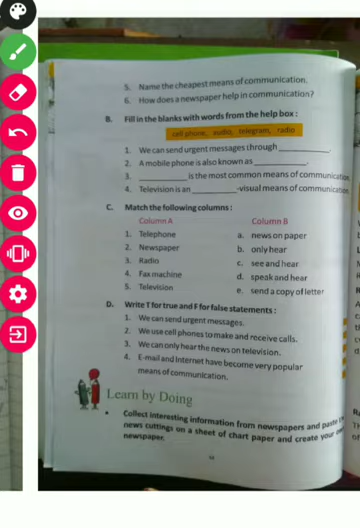 5. Name the cheapest means of communication.
6. How does a newspaper help in communication?
B. Fill in the blanks with words from the help box :
cell phone, audio, telegram, radio
1. We can send urgent messages through ____________.
2. A mobile phone is also known as ______________.
3. ____________ is the most common means of communication
4. Television is an ____________-visual means of communication
C. Match the following columns :
Column A Column B
1. Telephone a. news on paper
2. Newspaper b. only hear
3. Radio c. see and hear
4. Fax machine d. speak and hear
5. Television e. send a copy of letter
D. Write T for true and F for false statements :
1. We can send urgent messages.
2. We use cell phones to make and receive calls.
3. We can only hear the news on television.
4. E-mail and Internet have become very popular
means of communication.
Learn by Doing
• Collect interesting information from newspapers and paste
news cuttings on a sheet of chart paper and create your
newspaper.